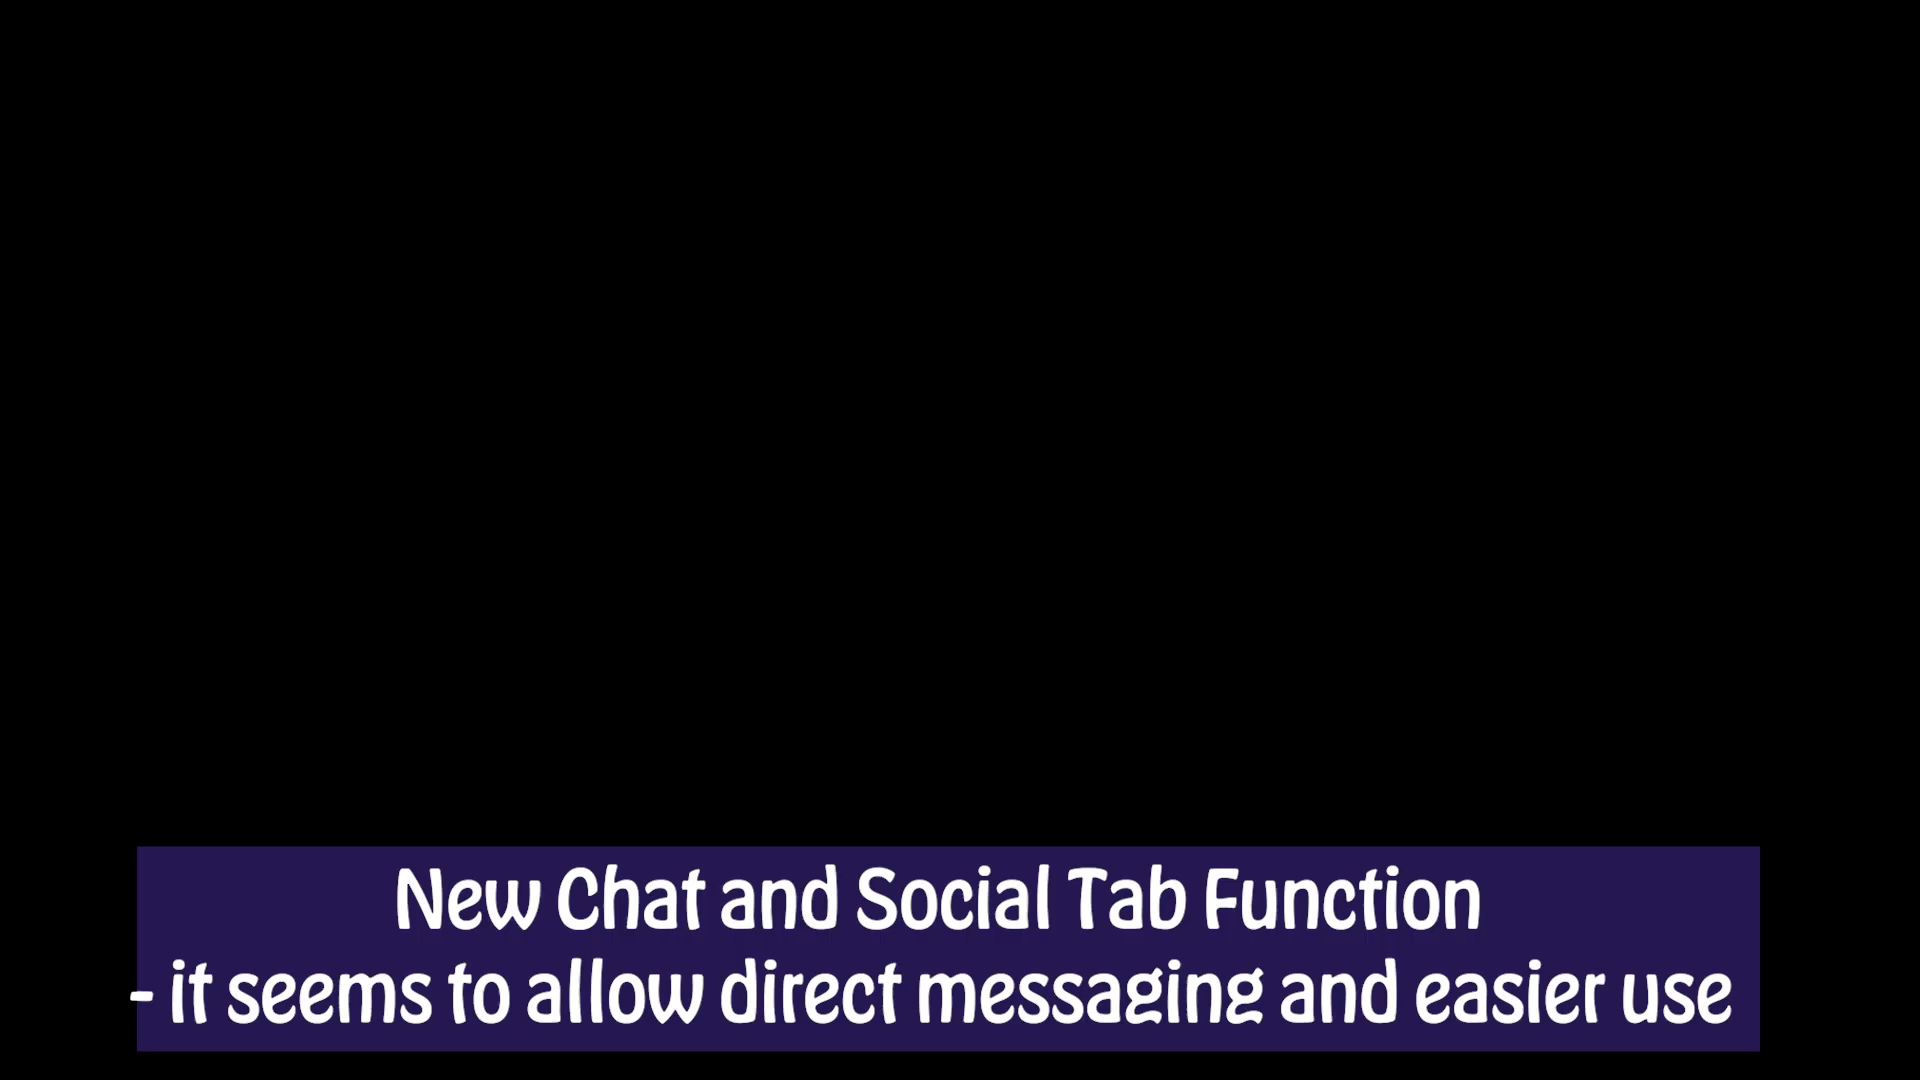 New Chat and Social Tab Function
- it seems to allow direct messaging and easier use